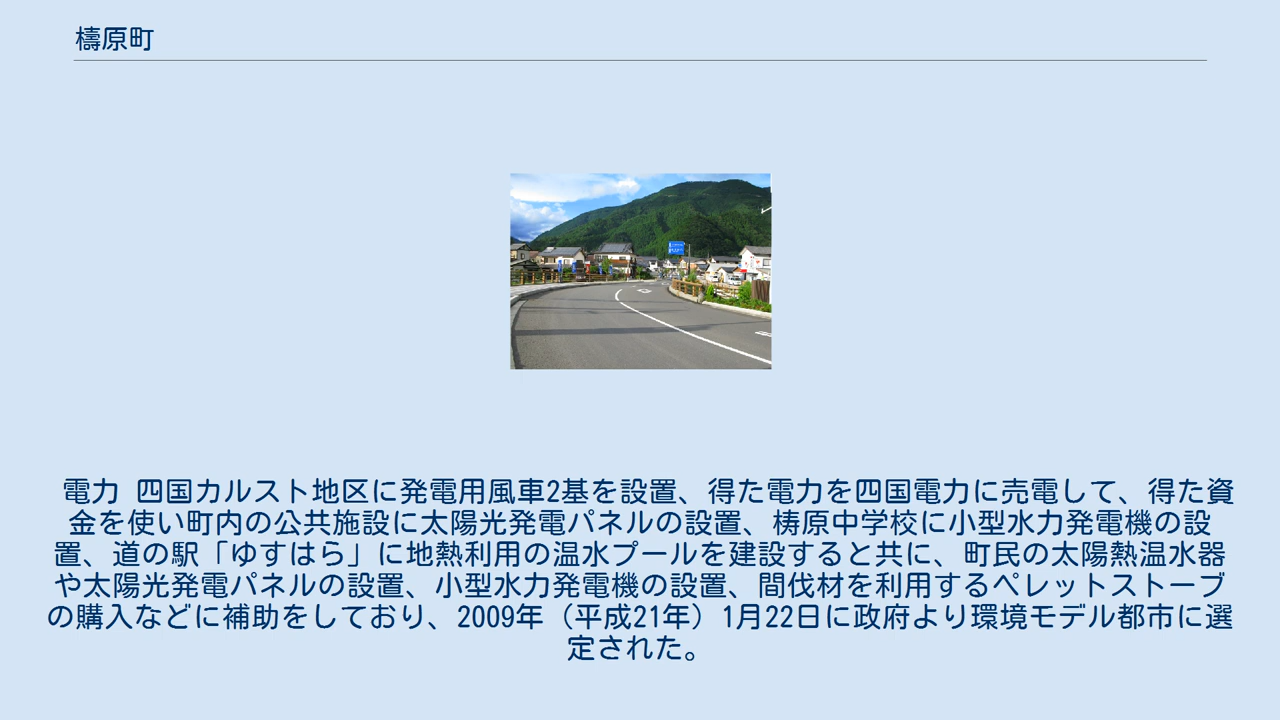 檮原町
電力 四国カルスト地区に発電用風車2基を設置、得た電力を四国電力に売電して、得た資
金を使い町内の公共施設に太陽光発電パネルの設置、梼原中学校に小型水力発電機の設
置、道の駅「ゆすはら」に地熱利用の温水プールを建設すると共に、町民の太陽熱温水器
や太陽光発電パネルの設置、小型水力発電機の設置、間伐材を利用するペレットストーブ
の購入などに補助をしており、2009年（平成21年）1月22日に政府より環境モデル都市に選
定された。